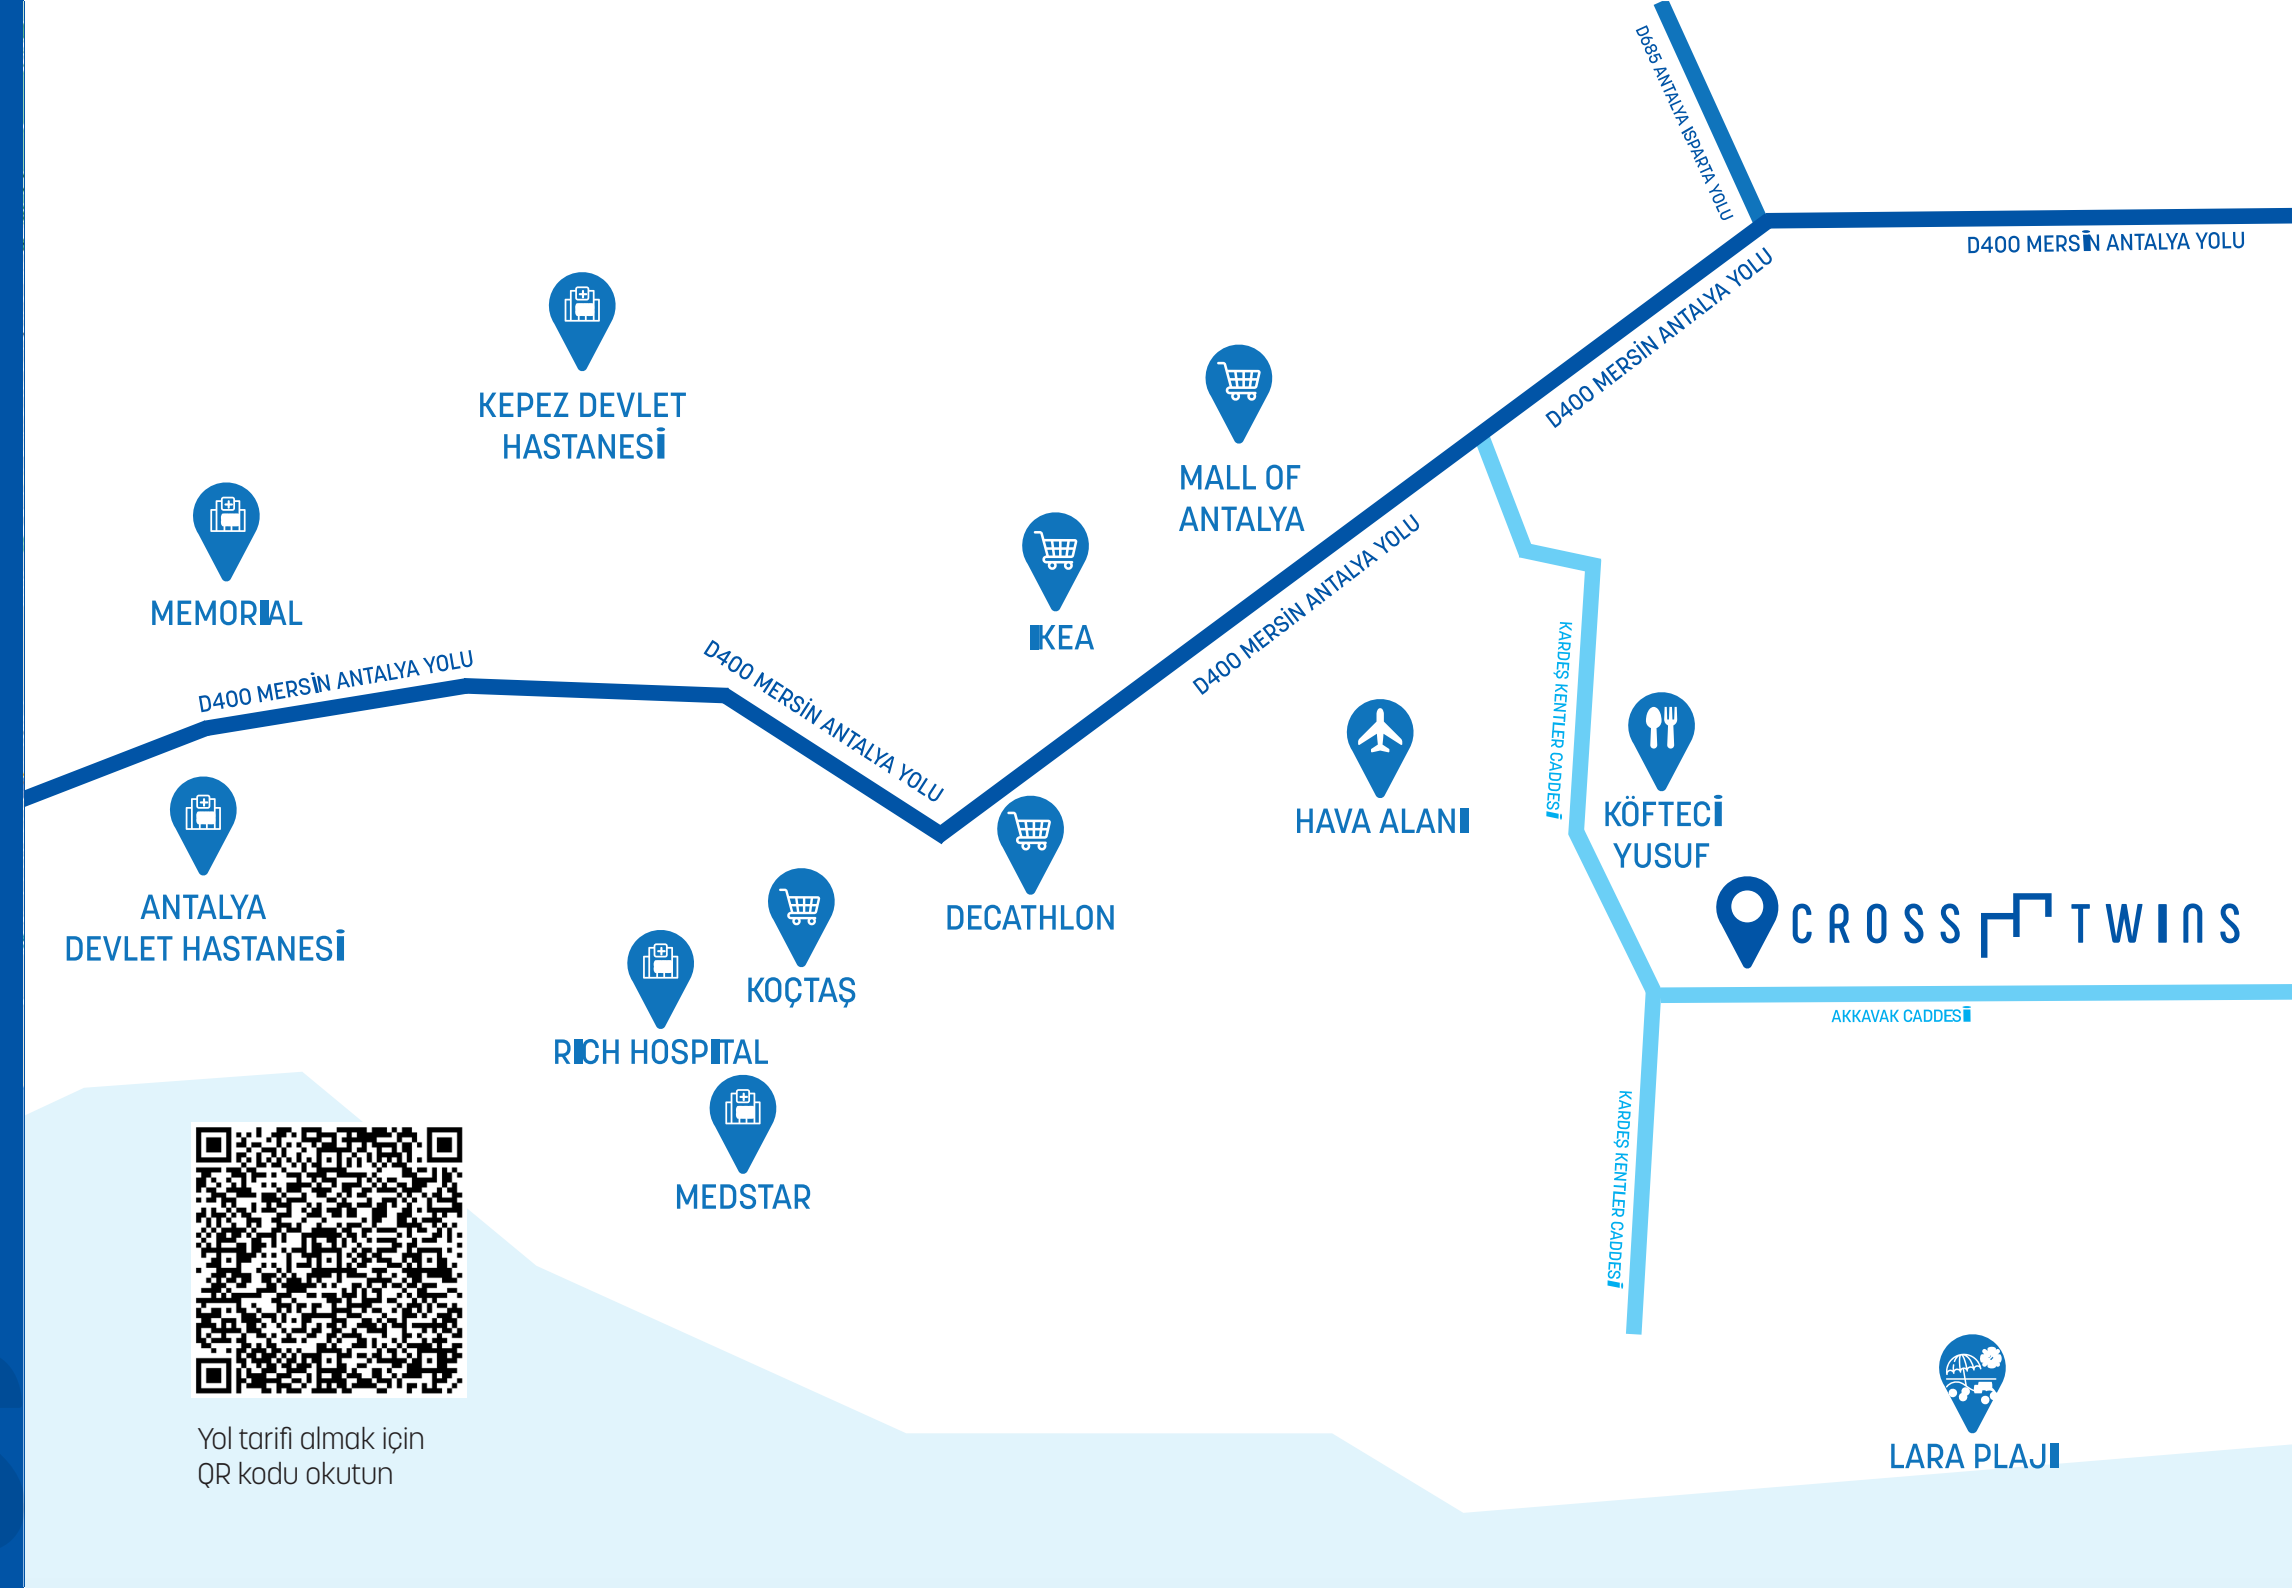 D685 ANTALYA ISPARTA YOLU
D400 MERSİN ANTALYA YOLU
D400 MERSİN ANTALYA YOLU
KEPEZ DEVLET
HASTANESİ
MALL OF
ANTALYA
MEMORIAL
IKEA
D400 MERSİN ANTALYA YOLU
D400 MERSİN ANTALYA YOLU
D400 MERSİN ANTALYA YOLU
KARDEŞ KENTLER CADDESİ
HAVA ALANI
KÖFTECİ
YUSUF
ANTALYA
DEVLET HASTANESİ
DECATHLON
CROSS TWINS
KOÇTAŞ
AKKAVAK CADDESİ
RICH HOSPITAL
KARDEŞ KENTLER CADDESİ
MEDSTAR
Yol tarifi almak için
QR kodu okutun
LARA PLAJI